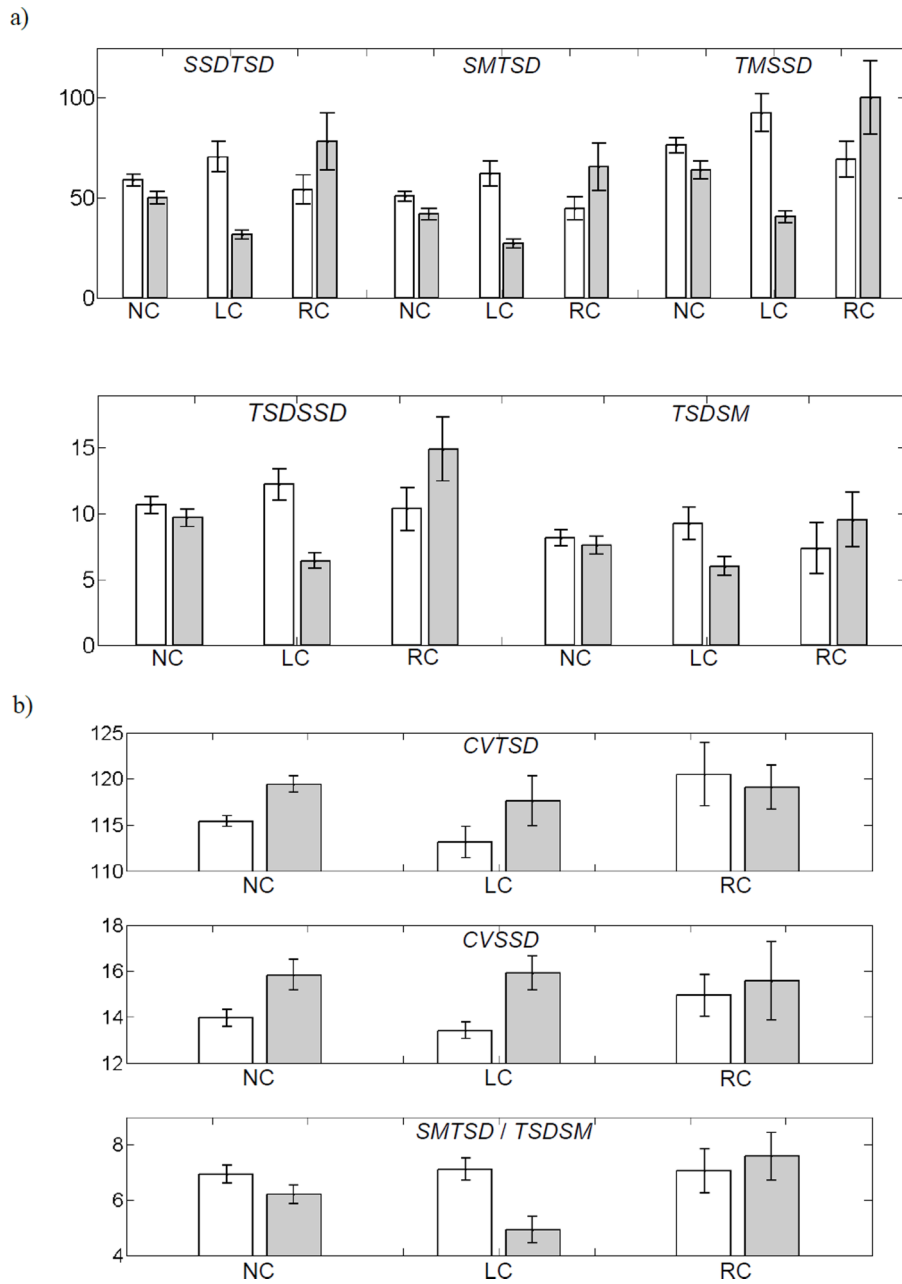 a)
SSDTSD SMTSD TMSSD
100
50
0
NC LC RC NC LC RC NC LC RC
TSDSSD TSDSM
15
10
5
0
NC LC RC NC LC RC
b)
CVTSD
125
120
115
110
NC LC RC
CVSSD
18
16
14
12
NC LC RC
SMTSD / TSDSM
8
6
4
NC LC RC